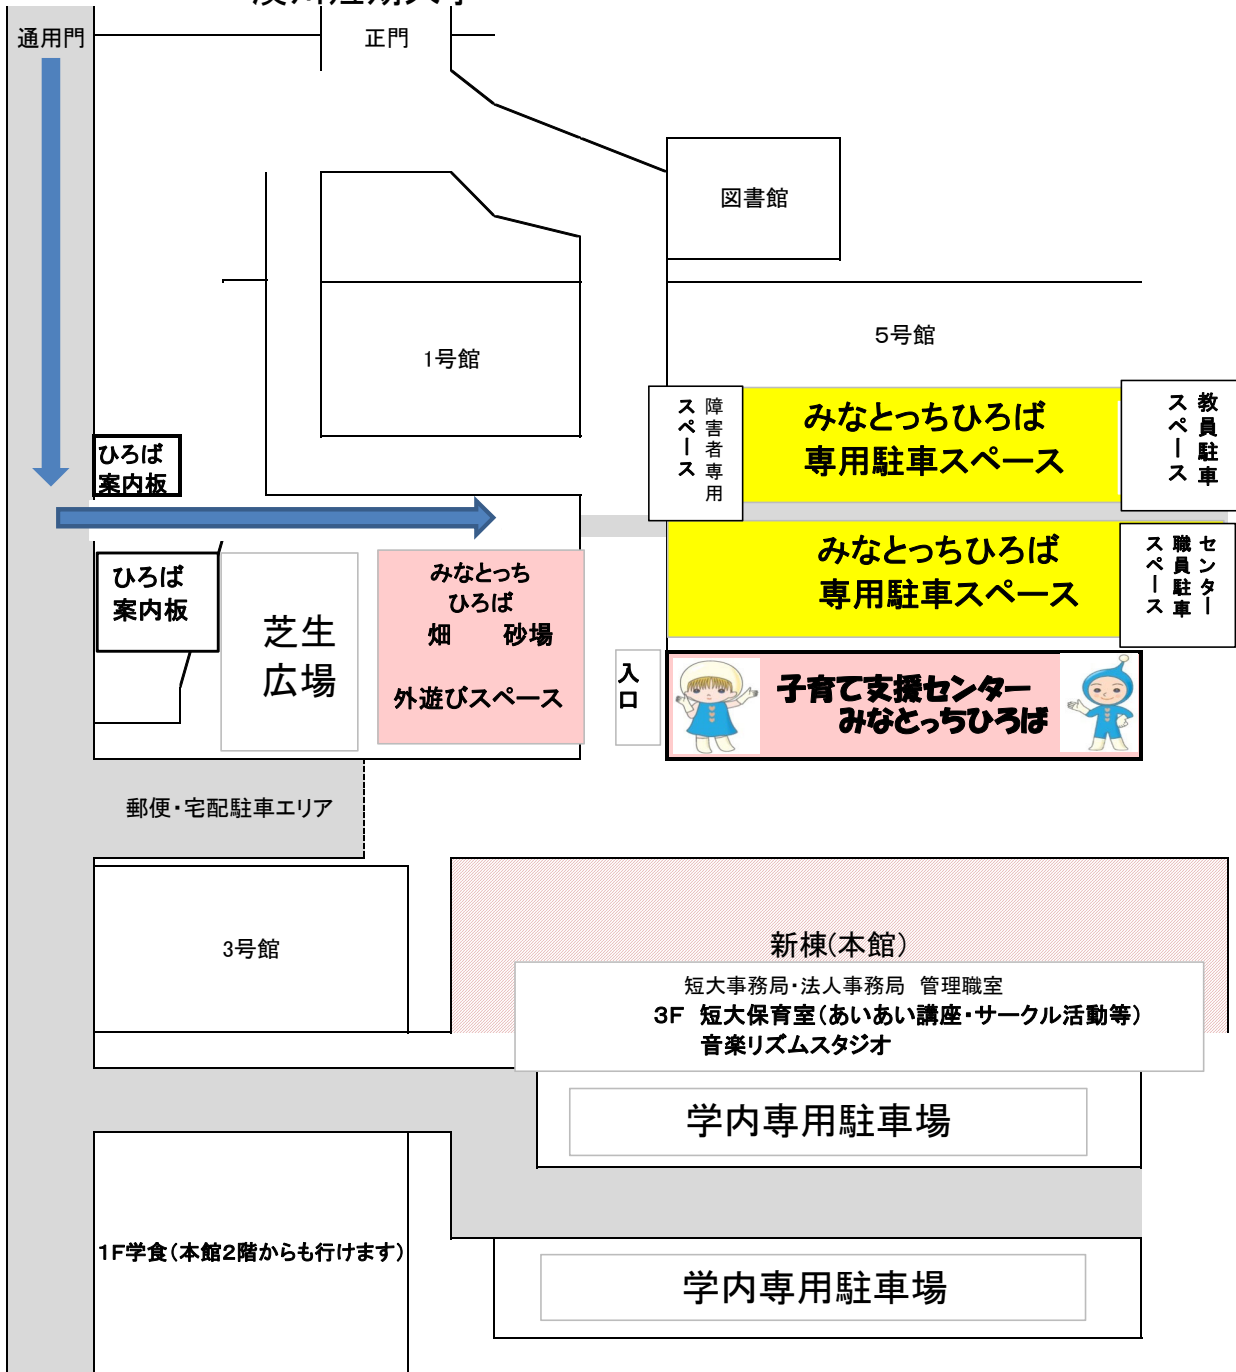 通用門
正門
図書館
1号館
5号館
障害者専用
スペース
みなとっちひろば
専用駐車スペース
教員駐車
スペース
ひろば
案内板
みなとっちひろば
専用駐車スペース
センター
職員駐車
スペース
ひろば
案内板
芝生
広場
みなとっち
ひろば
畑 砂場
外遊びスペース
入口
子育て支援センター
みなとっちひろば
郵便・宅配駐車エリア
3号館
新棟(本館)
短大事務局・法人事務局 管理職室
3F 短大保育室(あいあい講座・サークル活動等)
音楽リズムスタジオ
学内専用駐車場
1F学食(本館2階からも行けます)
学内専用駐車場